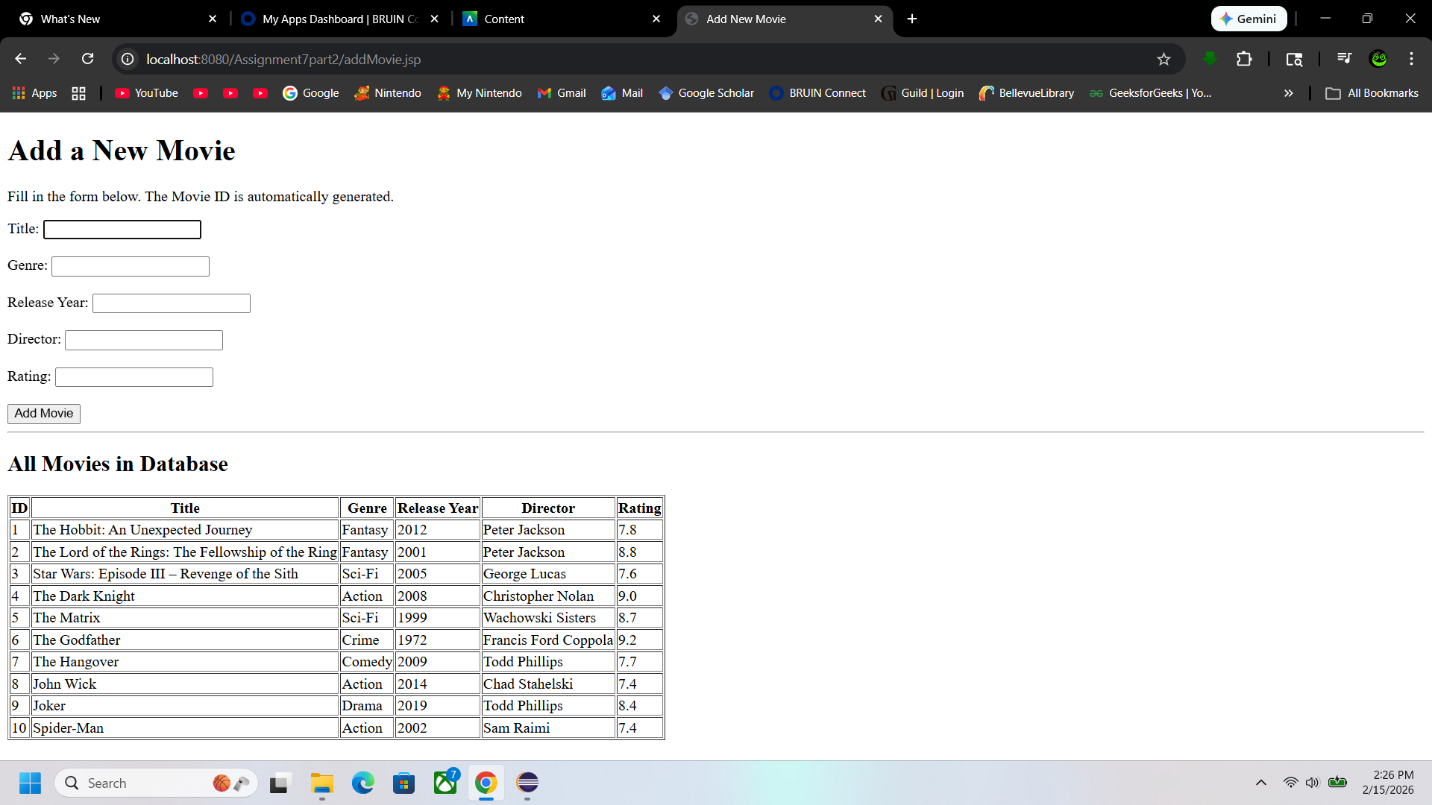 What's New
My Apps Dashboard | BRUIN Co
Content
Add New Movie
Gemini
localhost:8080/Assignment7part2/addMovie.jsp
Apps YouTube Google Nintendo My Nintendo Gmail Mail Google Scholar BRUIN Connect Guild | Login BellevueLibrary GeeksforGeeks | Yo... » All Bookmarks
Add a New Movie
Fill in the form below. The Movie ID is automatically generated.
Title:
Genre:
Release Year:
Director:
Rating:
Add Movie
All Movies in Database
ID Title Genre Release Year Director Rating
1 The Hobbit: An Unexpected Journey Fantasy 2012 Peter Jackson 7.8
2 The Lord of the Rings: The Fellowship of the Ring Fantasy 2001 Peter Jackson 8.8
3 Star Wars: Episode III – Revenge of the Sith Sci-Fi 2005 George Lucas 7.6
4 The Dark Knight Action 2008 Christopher Nolan 9.0
5 The Matrix Sci-Fi 1999 Wachowski Sisters 8.7
6 The Godfather Crime 1972 Francis Ford Coppola 9.2
7 The Hangover Comedy 2009 Todd Phillips 7.7
8 John Wick Action 2014 Chad Stahelski 7.4
9 Joker Drama 2019 Todd Phillips 8.4
10 Spider-Man Action 2002 Sam Raimi 7.4
Search
7
2:26 PM
2/15/2026